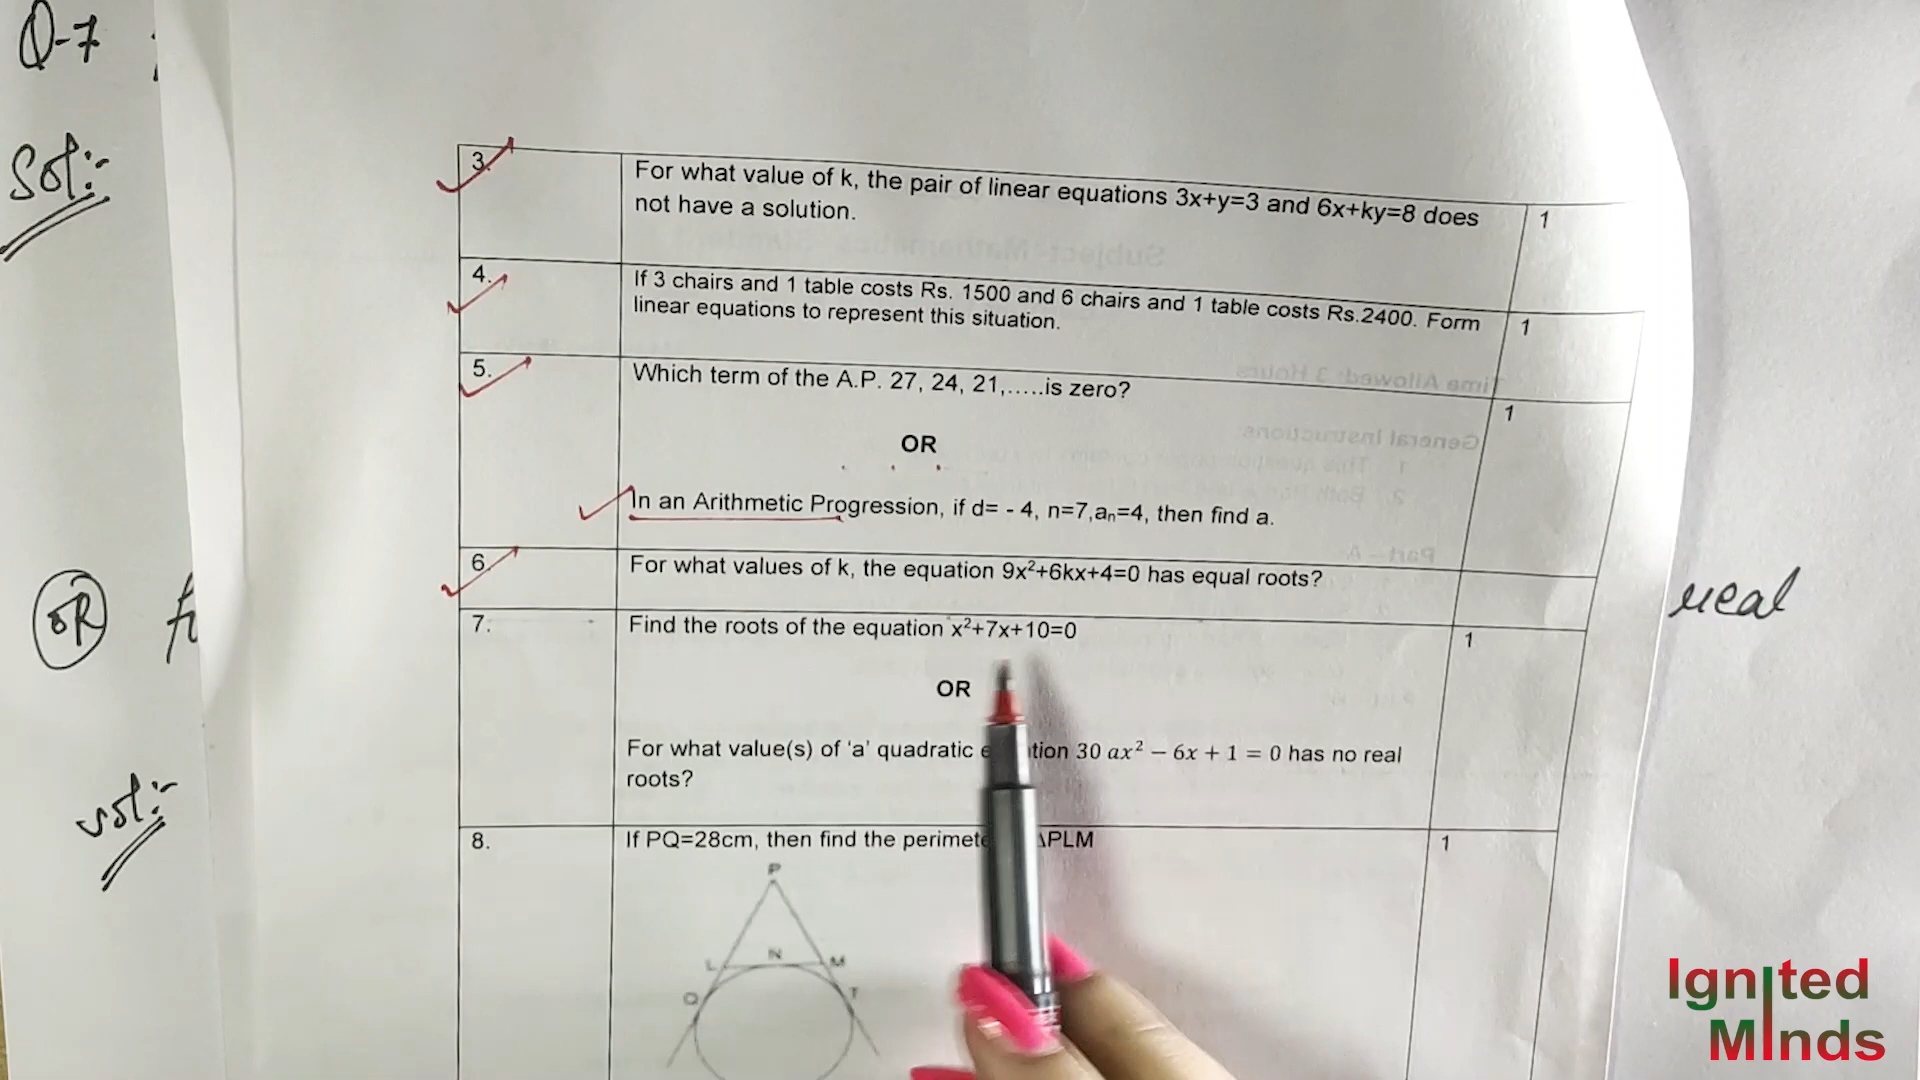 Q-7
Sol:-
3.
For what value of k, the pair of linear equations 3x+y=3 and 6x+ky=8 does
not have a solution.
1
4.
If 3 chairs and 1 table costs Rs. 1500 and 6 chairs and 1 table costs Rs.2400. Form
linear equations to represent this situation.
1
5.
Which term of the A.P. 27, 24, 21,.....is zero?
1
OR
In an Arithmetic Progression, if d= - 4, n=7,aₙ=4, then find a.
6.
For what values of k, the equation 9x²+6kx+4=0 has equal roots?
OR
real
7.
Find the roots of the equation x²+7x+10=0
1
OR
For what value(s) of ‘a’ quadratic 30 ax² − 6x + 1 = 0 has no real
roots?
sol:-
8.
If PQ=28cm, then find the ΔPLM
1
P
L N M
Q T
Ignited
Minds